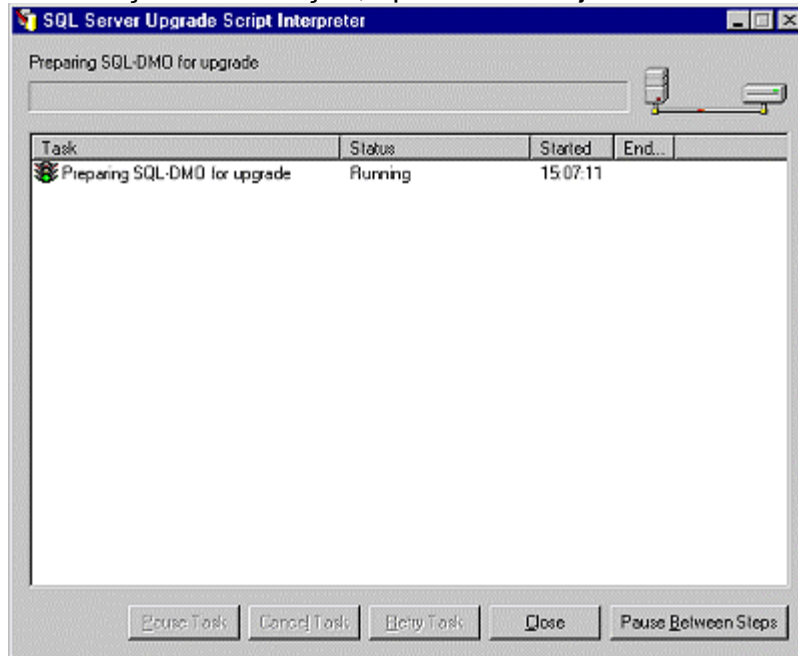 SQL Server Upgrade Script Interpreter
Preparing SQL-DMO for upgrade
Task Status Started End...
Preparing SQL-DMO for upgrade Running 15:07:11
Pause Task Cancel Task Retry Task Close Pause Between Steps